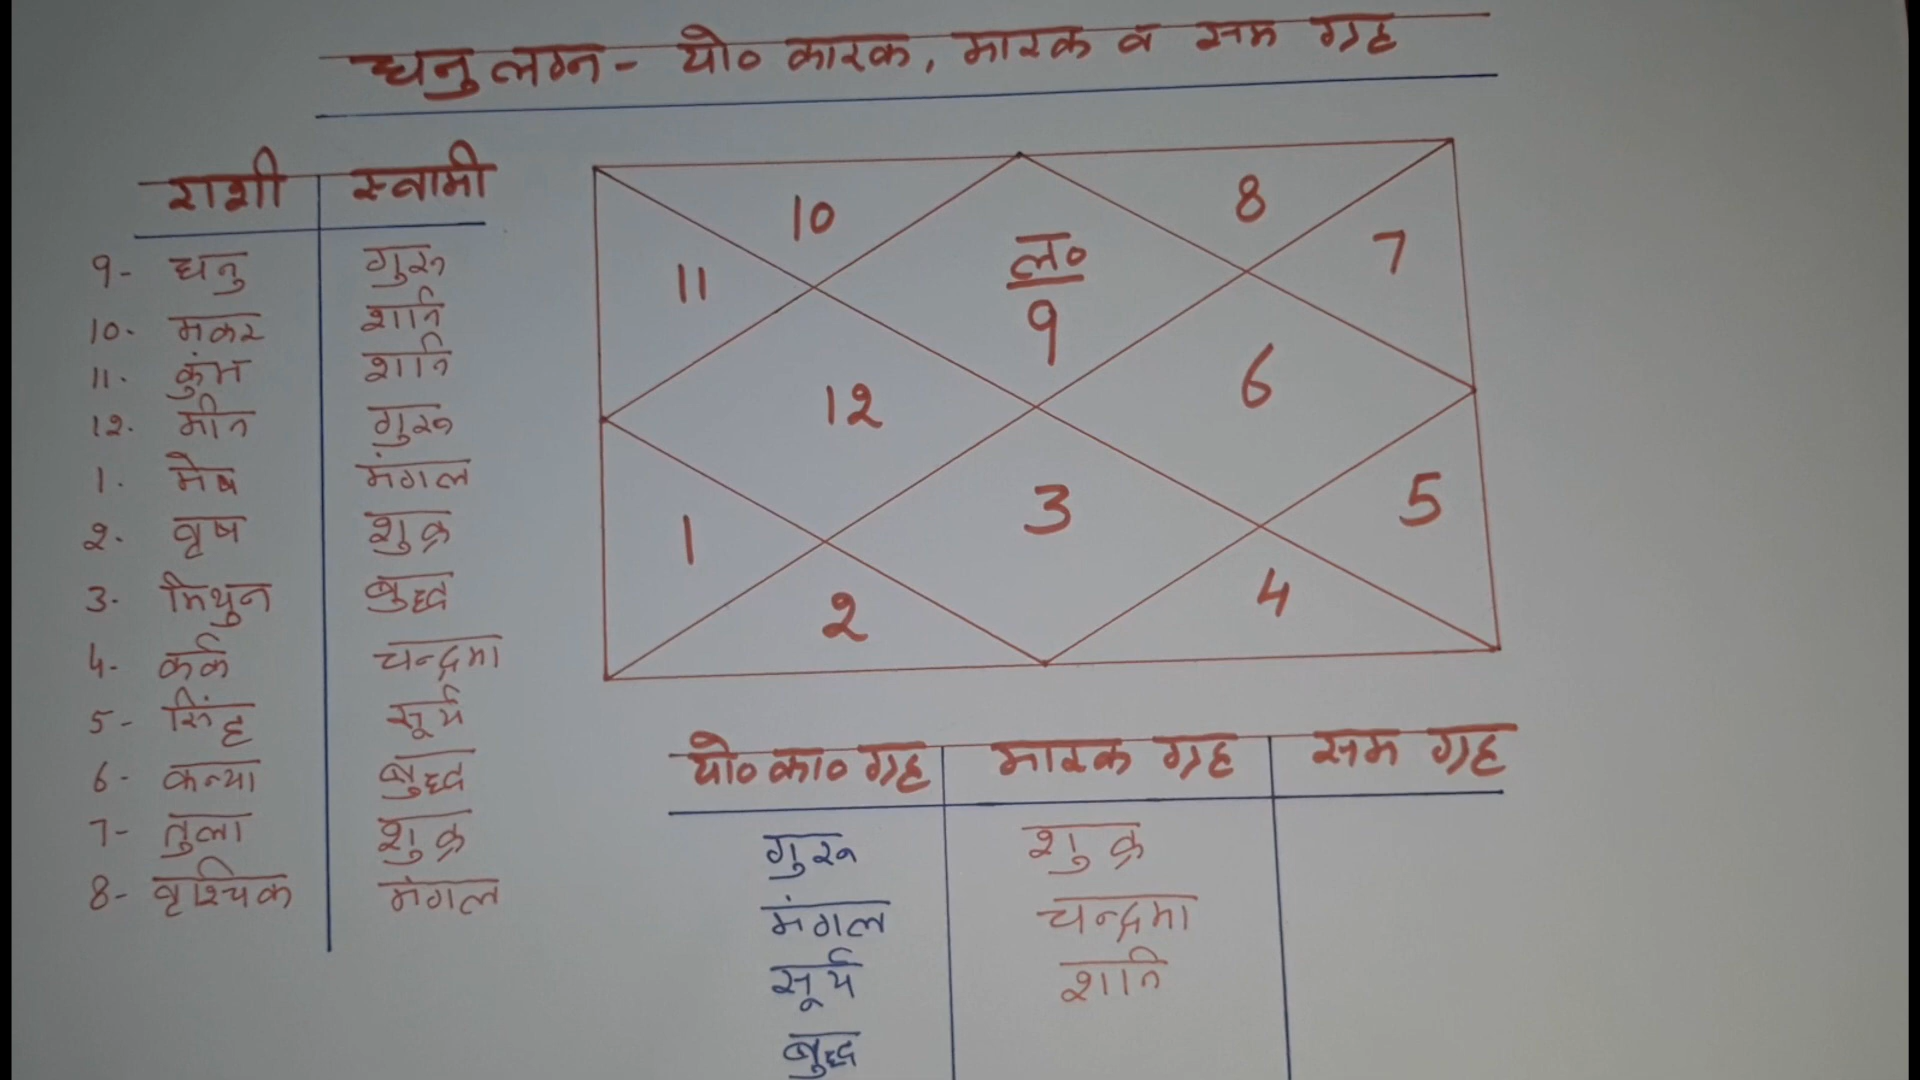 धनु लग्न - यो० कारक, मारक व सम ग्रह
राशी स्वामी
9- धनु गुरु
10- मकर शनि
11. कुंभ शनि
12. मीन गुरु
1. मेष मंगल
2. वृष शुक्र
3- मिथुन बुद्ध
4- कर्क चन्द्रमा
5- सिंह सूर्य
6- कन्या बुद्ध
7- तुला शुक्र
8- वृश्चिक मंगल
10 8
11 ल० 7
9
12 6
1 3 5
2 4
यो० का० ग्रह मारक ग्रह सम ग्रह
गुरु शुक्र
मंगल चन्द्रमा
सूर्य शनि
बुद्ध